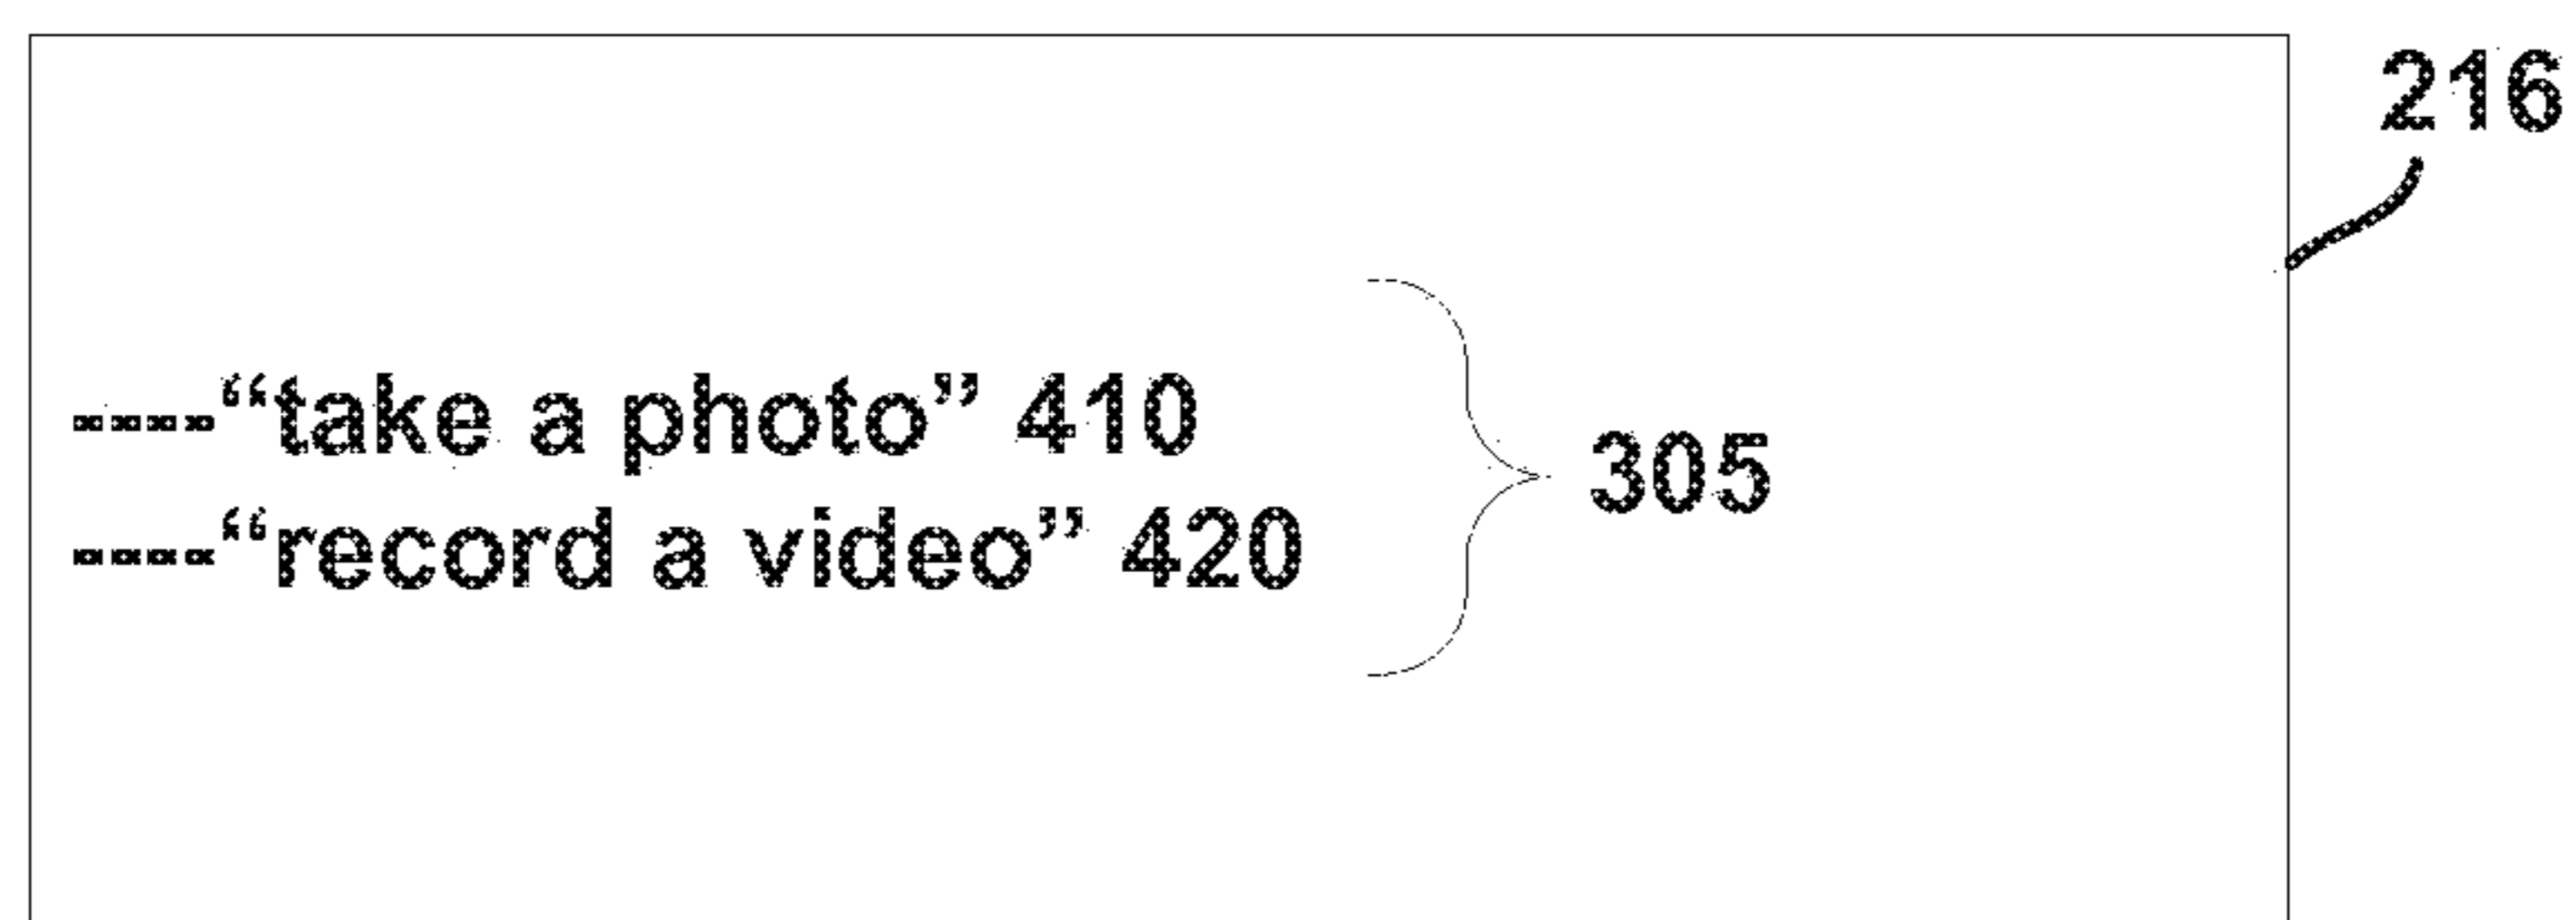 216
----“take a photo” 410
305
----“record a video” 420